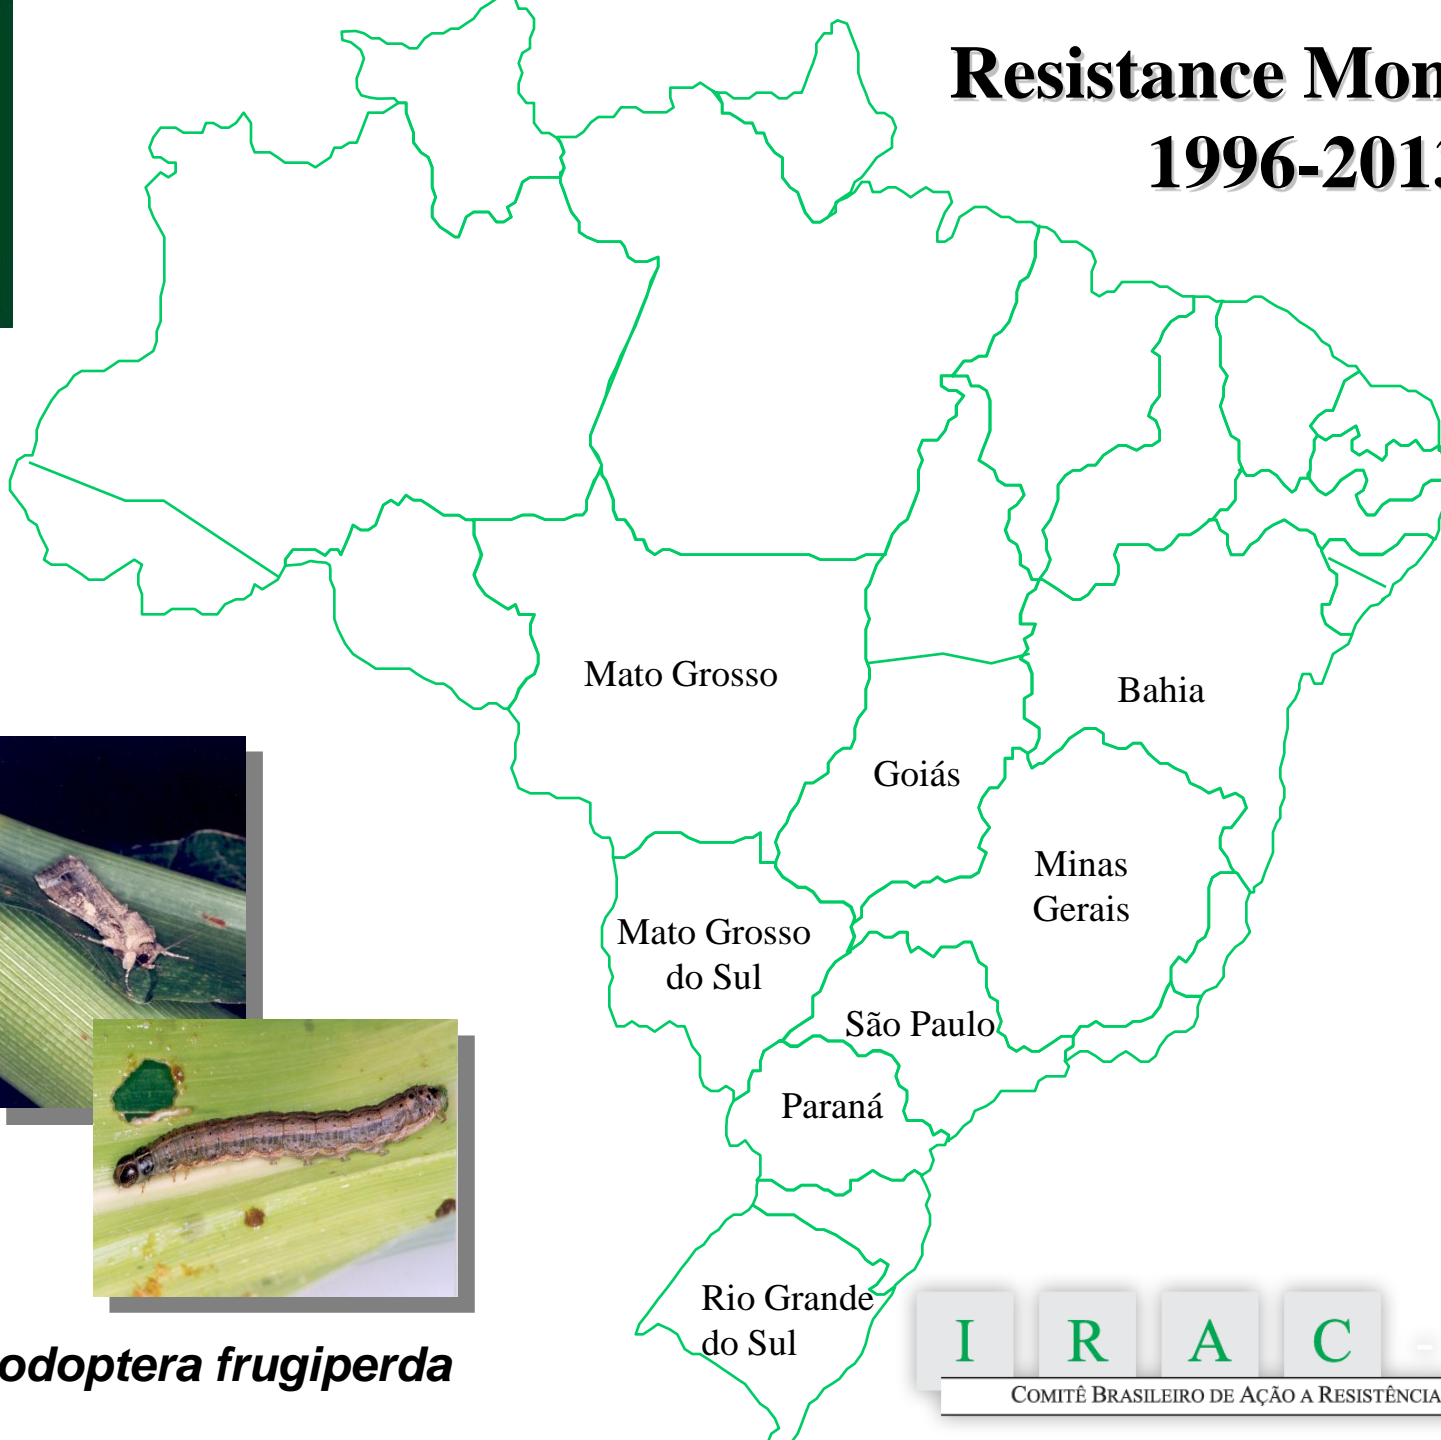 Resistance Mon
1996-201
Mato Grosso
Bahia
Goiás
Minas
Gerais
Mato Grosso
do Sul
São Paulo
Paraná
Rio Grande
do Sul
odoptera frugiperda
I R A C -
COMITÊ BRASILEIRO DE AÇÃO A RESISTÊNCIA